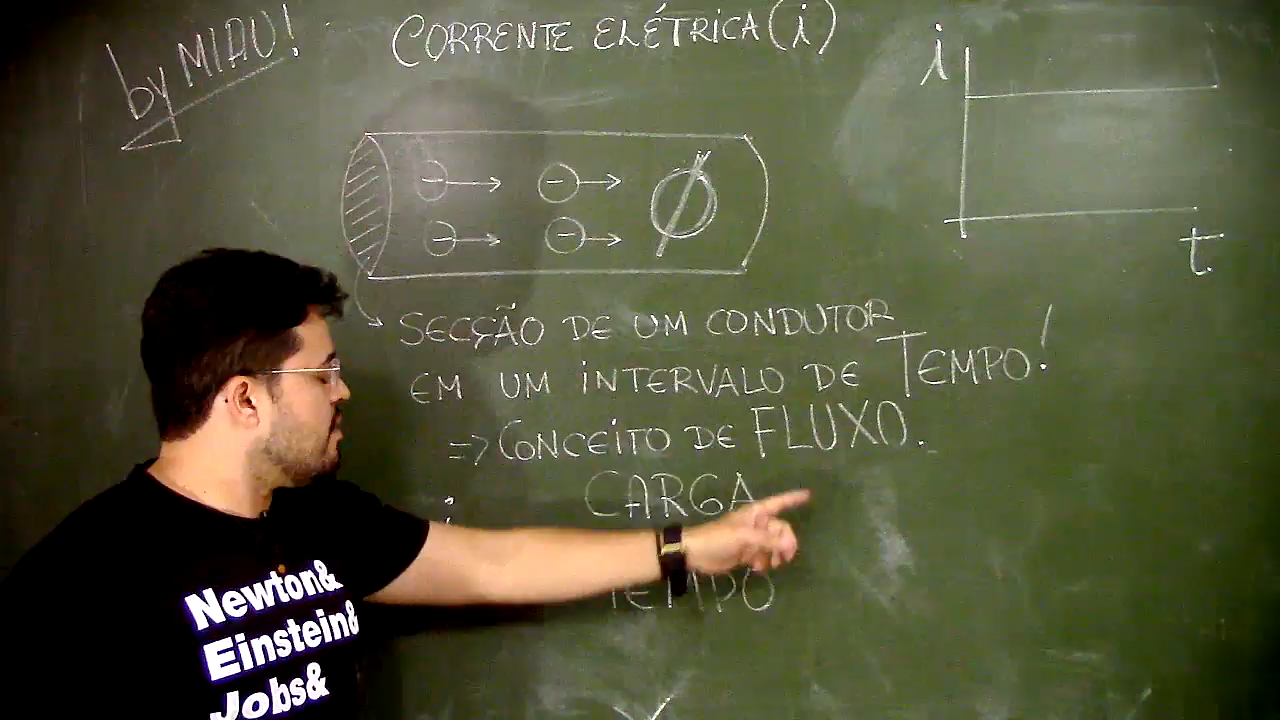 by MIAU!
CORRENTE ELÉTRICA (i)
i
t
SECÇÃO DE UM CONDUTOR
EM UM INTERVALO DE TEMPO!
=> CONCEITO DE FLUXO.
i
CARGA
TEMPO
Newton&
Einstein&
Jobs&